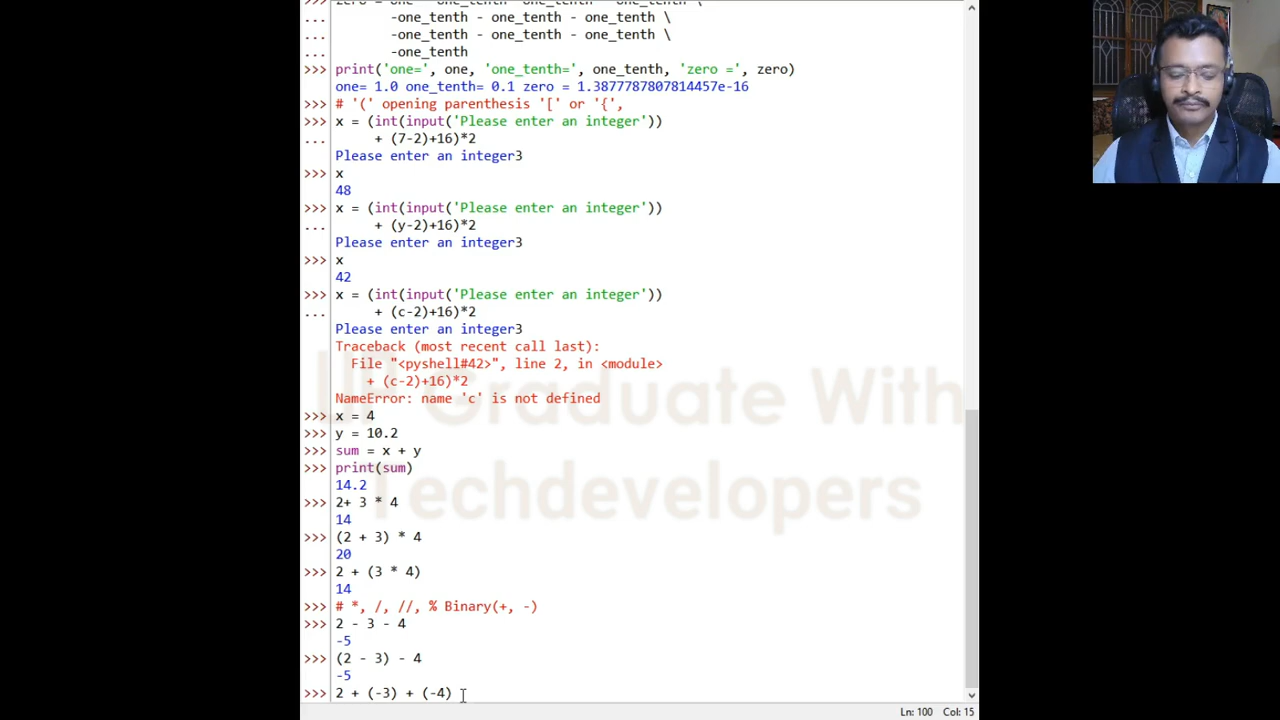 -one_tenth - one_tenth - one_tenth \
... -one_tenth - one_tenth - one_tenth \
... -one_tenth
>>> print('one=', one, 'one_tenth=', one_tenth, 'zero =', zero)
one= 1.0 one_tenth= 0.1 zero = 1.3877787807814457e-16
>>> # '(' opening parenthesis '[' or '{',
>>> x = (int(input('Please enter an integer'))
... + (7-2)+16)*2
Please enter an integer3
>>> x
48
>>> x = (int(input('Please enter an integer'))
... + (y-2)+16)*2
Please enter an integer3
>>> x
42
>>> x = (int(input('Please enter an integer'))
... + (c-2)+16)*2
Please enter an integer3
Traceback (most recent call last):
File "<pyshell#42>", line 2, in <module>
+ (c-2)+16)*2
NameError: name 'c' is not defined
>>> x = 4
>>> y = 10.2
>>> sum = x + y
>>> print(sum)
14.2
>>> 2+ 3 * 4
14
>>> (2 + 3) * 4
20
>>> 2 + (3 * 4)
14
>>> # *, /, //, % Binary(+, -)
>>> 2 - 3 - 4
-5
>>> (2 - 3) - 4
-5
>>> 2 + (-3) + (-4)
Graduate With
Techdevelopers
Ln: 100 Col: 15